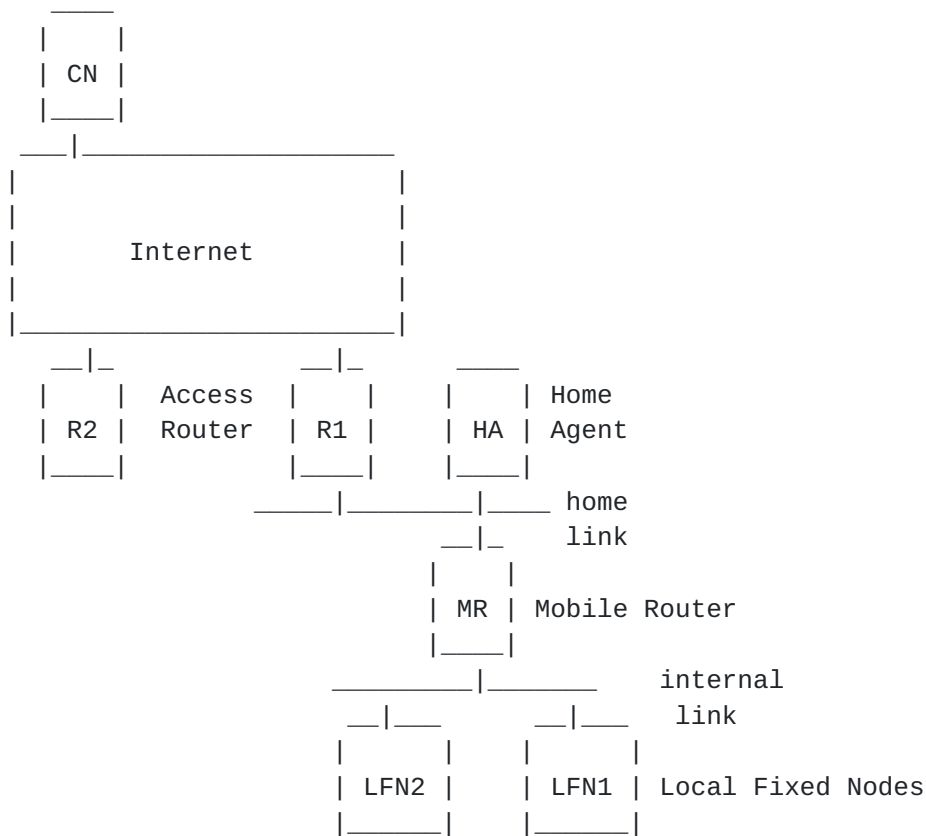 CN
Internet
Access Home
R2 Router R1 HA Agent
home
link
MR Mobile Router
internal
link
LFN2 LFN1 Local Fixed Nodes